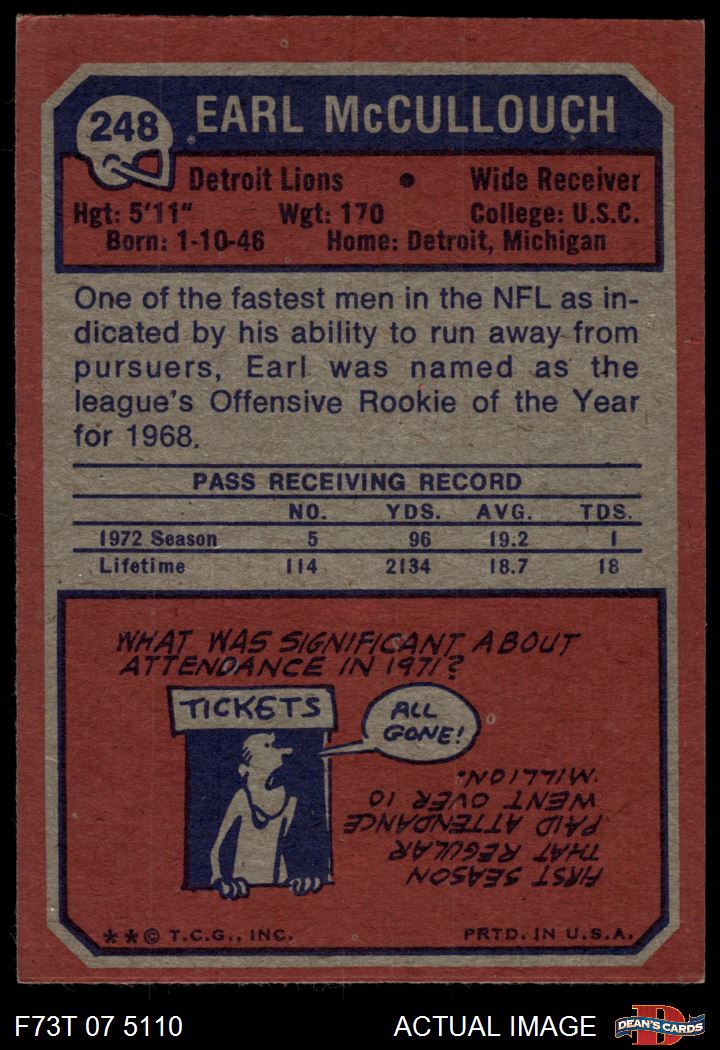 248
EARL McCULLOUCH
Detroit Lions • Wide Receiver
Hgt: 5'11" Wgt: 170 College: U.S.C.
Born: 1-10-46 Home: Detroit, Michigan
One of the fastest men in the NFL as in-
dicated by his ability to run away from
pursuers, Earl was named as the
league's Offensive Rookie of the Year
for 1968.
PASS RECEIVING RECORD
NO. YDS. AVG. TDS.
1972 Season 5 96 19.2 1
Lifetime 114 2134 18.7 18
WHAT WAS SIGNIFICANT ABOUT
ATTENDANCE IN 1971?
TICKETS
ALL
GONE!
FIRST SEASON
THAT REGULAR
PAID ATTENDANCE
WENT OVER 10
MILLION.
**© T.C.G., INC. PRTD. IN U.S.A.
F73T 07 5110 ACTUAL IMAGE
D
DEAN'S CARDS